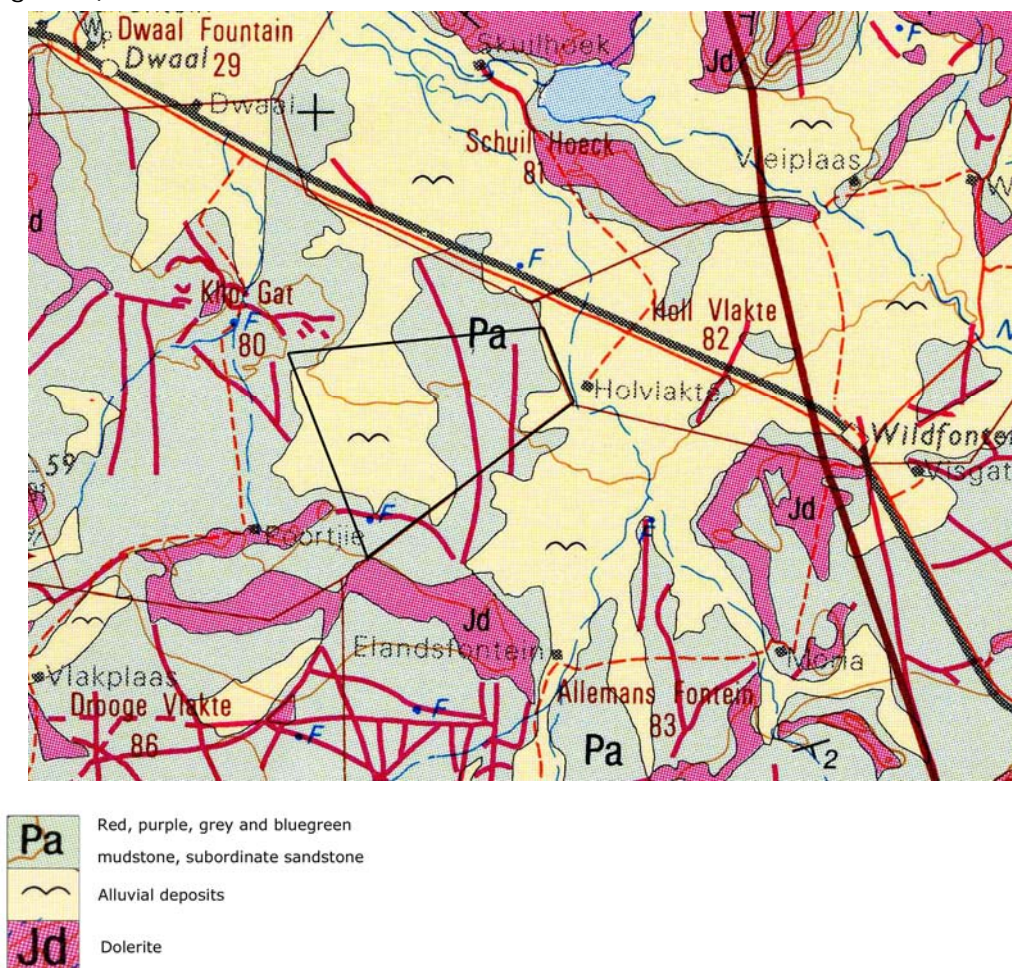 Dwaal Fountain
Dwaal 29
Dwaal
Skuilhoek
Jd
F
Schuil Hoeck
81
Vleiplaas
W
d
Klip Gat
80
F
F
Pa
Holl Vlakte
82
Holvlakte
Wildfontein
Visgat
59
F
Poortjie
Jd
F
Jd
Elandsfontein
Mona
Vlakplaas
Drooge Vlakte
86
F
F
Allemans Fontein
83
Pa
2
Pa
Red, purple, grey and bluegreen
mudstone, subordinate sandstone
Alluvial deposits
Jd
Dolerite